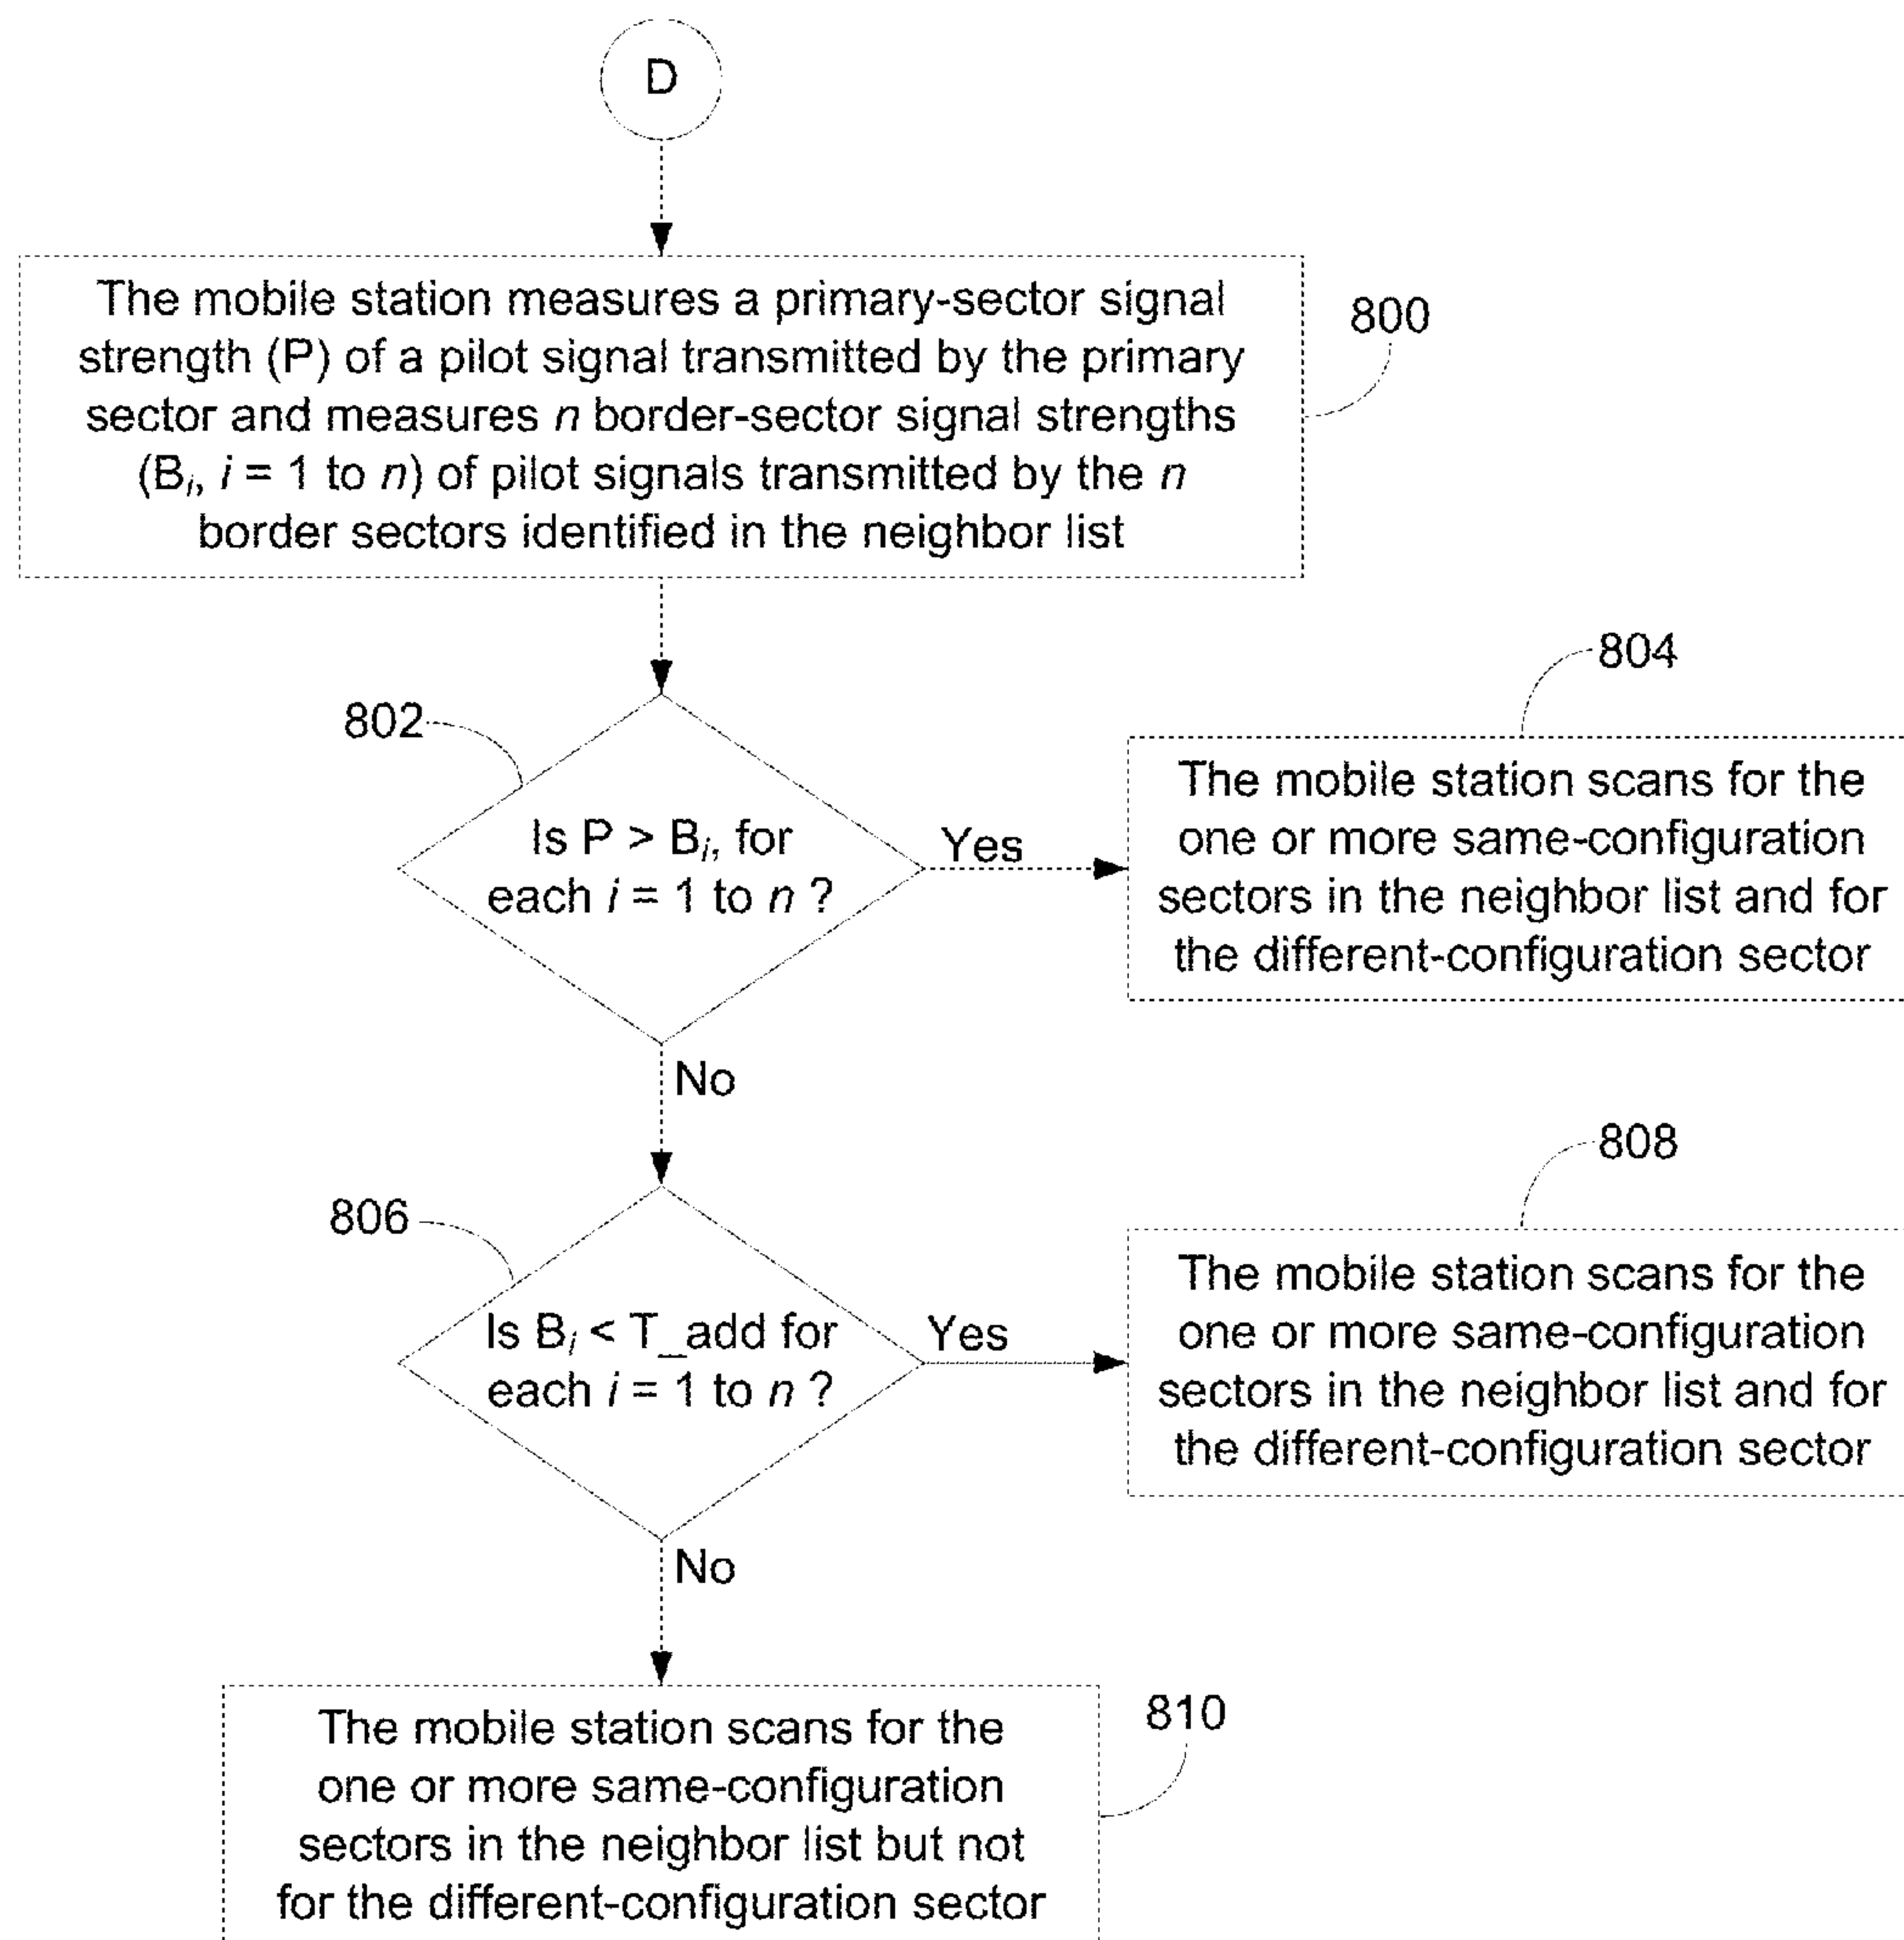 D
The mobile station measures a primary-sector signal
strength (P) of a pilot signal transmitted by the primary
sector and measures n border-sector signal strengths
(Bi, i = 1 to n) of pilot signals transmitted by the n
border sectors identified in the neighbor list
800
802
Is P > Bi, for
each i = 1 to n ?
Yes
804
The mobile station scans for the
one or more same-configuration
sectors in the neighbor list and for
the different-configuration sector
No
806
Is Bi < T_add for
each i = 1 to n ?
Yes
808
The mobile station scans for the
one or more same-configuration
sectors in the neighbor list and for
the different-configuration sector
No
810
The mobile station scans for the
one or more same-configuration
sectors in the neighbor list but not
for the different-configuration sector